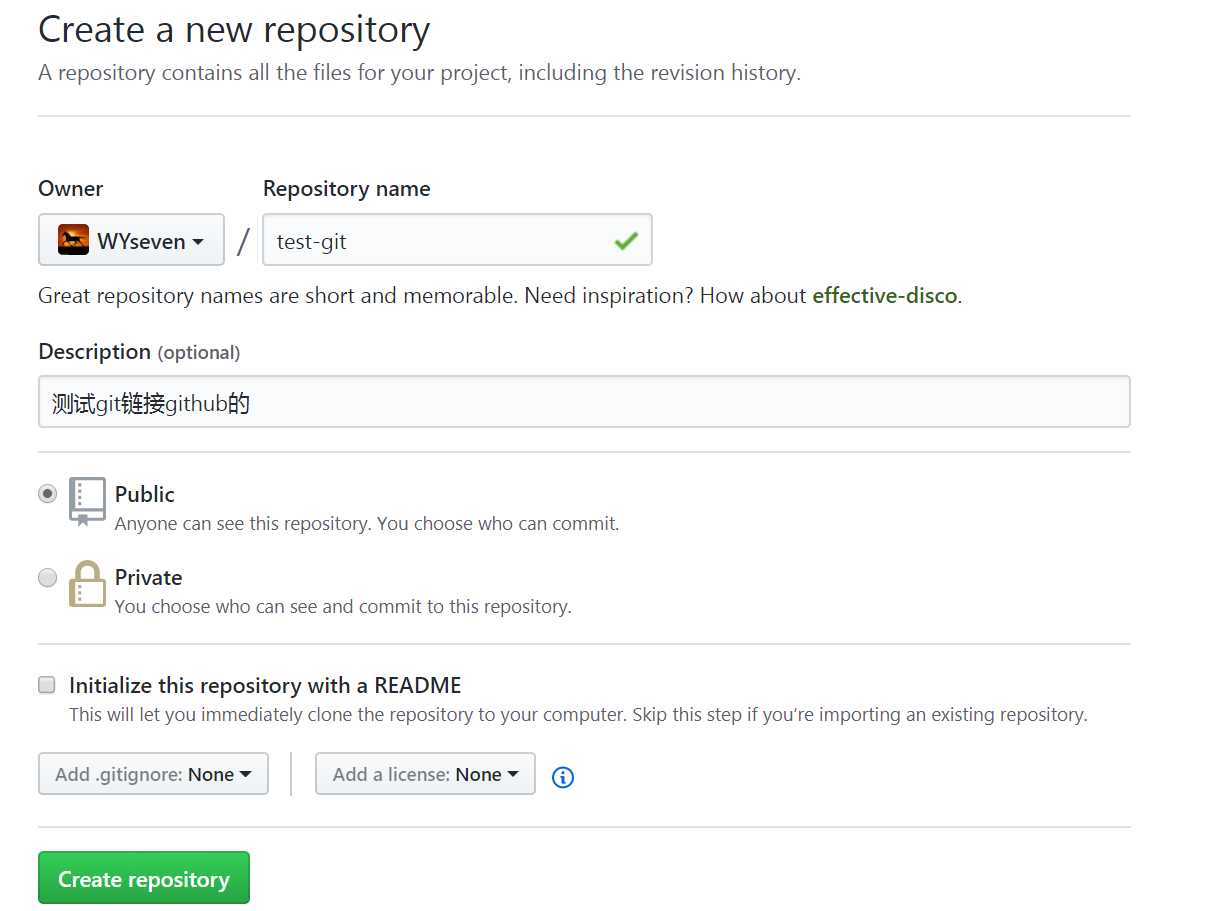 Create a new repository
A repository contains all the files for your project, including the revision history.
Owner
Repository name
WYseven
/
test-git
Great repository names are short and memorable. Need inspiration? How about effective-disco.
Description (optional)
测试git链接github的
Public
Anyone can see this repository. You choose who can commit.
Private
You choose who can see and commit to this repository.
Initialize this repository with a README
This will let you immediately clone the repository to your computer. Skip this step if you’re importing an existing repository.
Add .gitignore: None
Add a license: None
Create repository